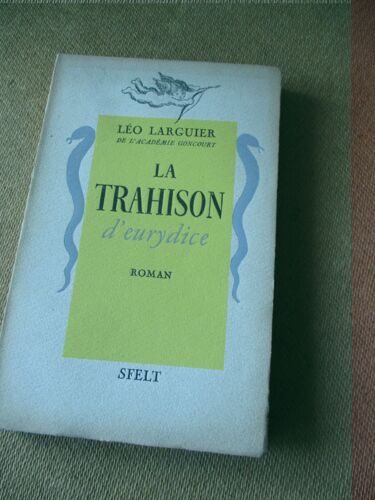 LÉO LARGUIER
DE L'ACADÉMIE GONCOURT
LA
TRAHISON
d'eurydice
ROMAN
SFELT